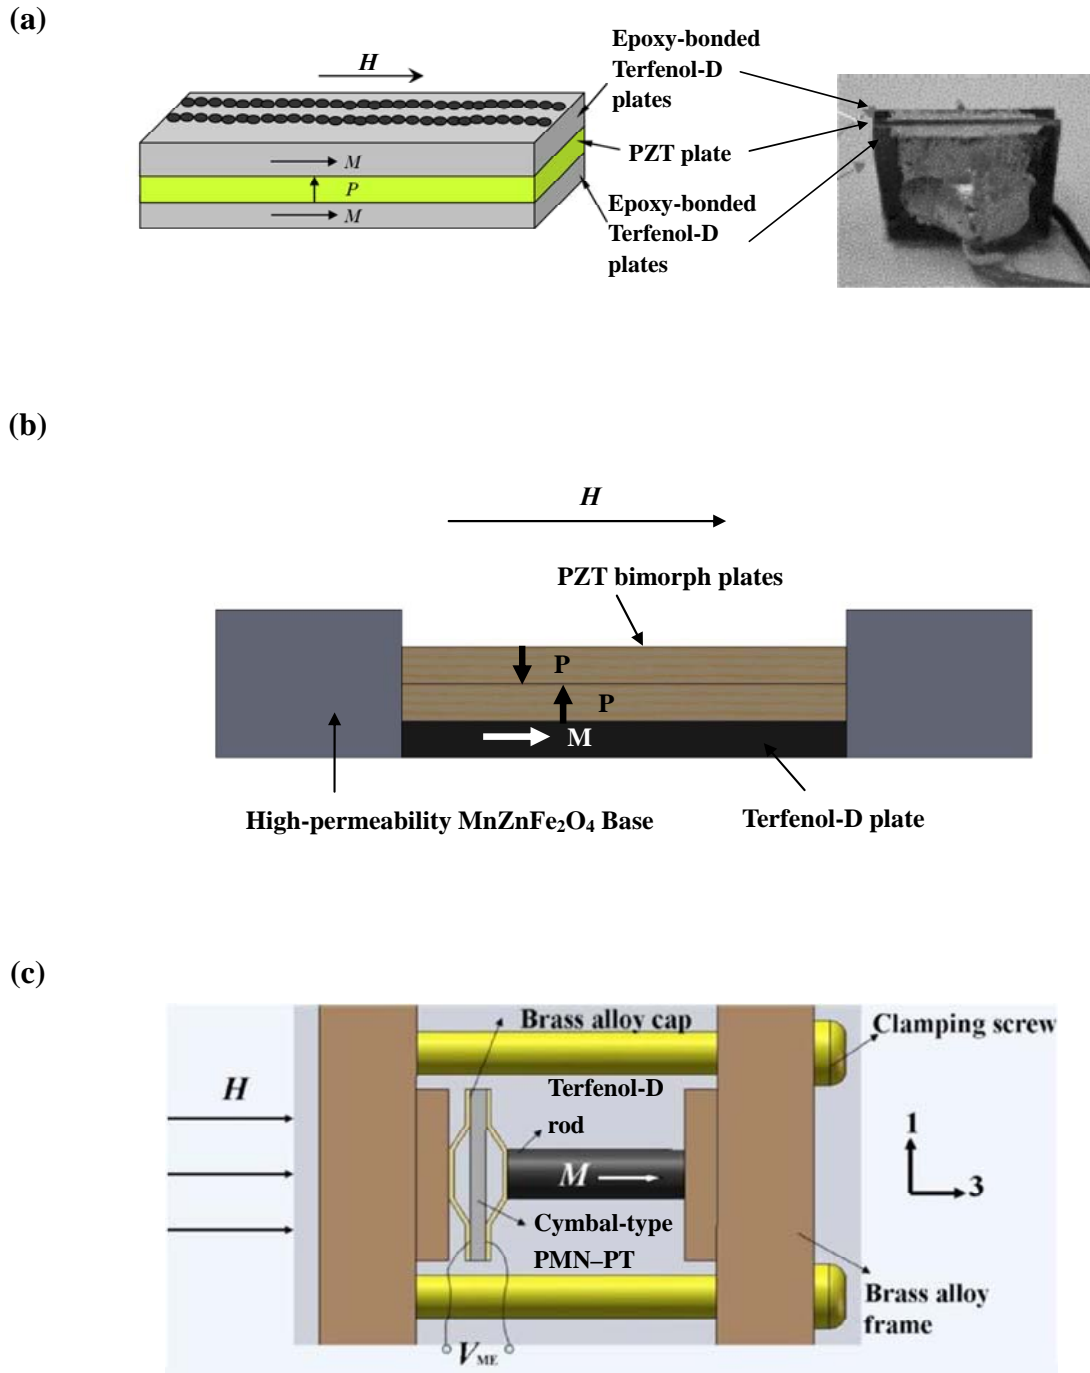 (a)
H
Epoxy-bonded
Terfenol-D
plates
M
PZT plate
P
Epoxy-bonded
M
Terfenol-D
plates
(b)
H
PZT bimorph plates
P
P
M
High-permeability MnZnFe₂O₄ Base
Terfenol-D plate
(c)
Brass alloy cap
Clamping screw
H
Terfenol-D
rod
1
M
3
Cymbal-type
PMN–PT
Brass alloy
frame
V_ME